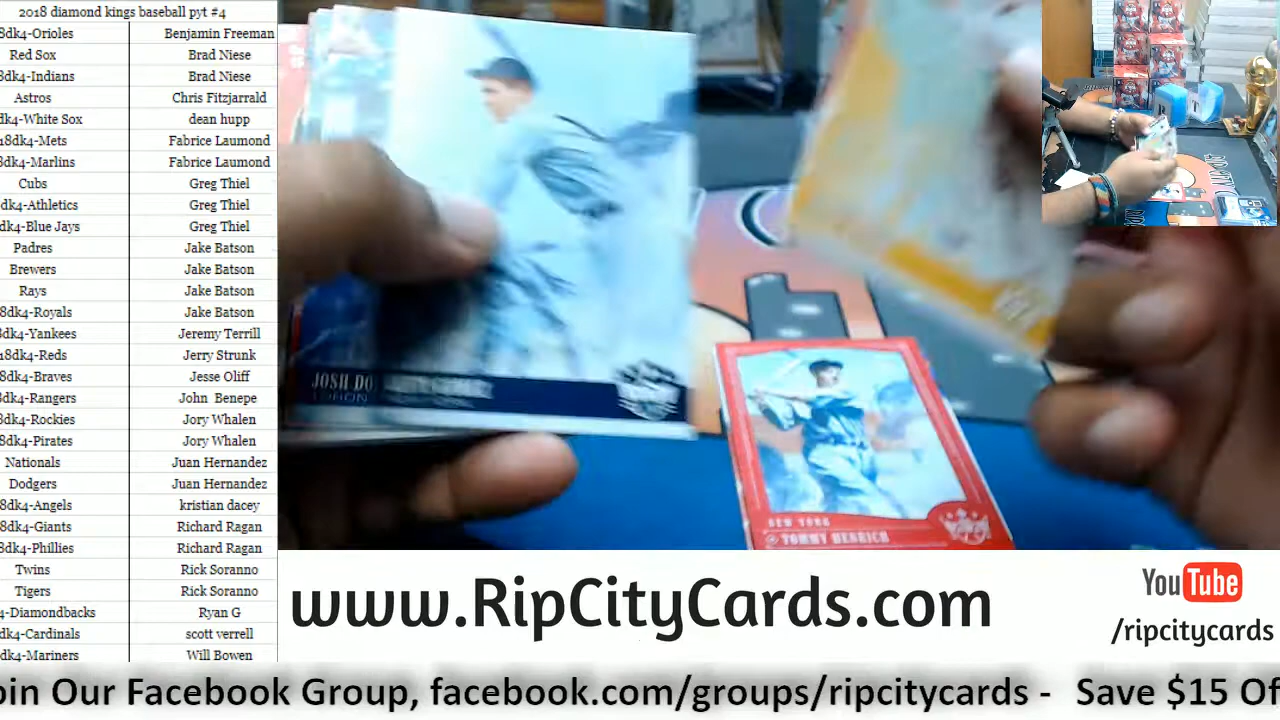 2018 diamond kings baseball pyt #4
8dk4-Orioles Benjamin Freeman
Red Sox Brad Niese
8dk4-Indians Brad Niese
Astros Chris Fitzjarrald
dk4-White Sox dean hupp
18dk4-Mets Fabrice Laumond
8dk4-Marlins Fabrice Laumond
Cubs Greg Thiel
dk4-Athletics Greg Thiel
dk4-Blue Jays Greg Thiel
Padres Jake Batson
Brewers Jake Batson
Rays Jake Batson
8dk4-Royals Jake Batson
8dk4-Yankees Jeremy Terrill
18dk4-Reds Jerry Strunk
8dk4-Braves Jesse Oliff
8dk4-Rangers John Benepe
8dk4-Rockies Jory Whalen
8dk4-Pirates Jory Whalen
Nationals Juan Hernandez
Dodgers Juan Hernandez
8dk4-Angels kristian dacey
8dk4-Giants Richard Ragan
8dk4-Phillies Richard Ragan
Twins Rick Soranno
Tigers Rick Soranno
4-Diamondbacks Ryan G
dk4-Cardinals scott verrell
dk4-Mariners Will Bowen
JOSH DO
NEW YORK
TOMMY HENRICH
www.RipCityCards.com
YouTube
/ripcitycards
oin Our Facebook Group, facebook.com/groups/ripcitycards - Save $15 Of